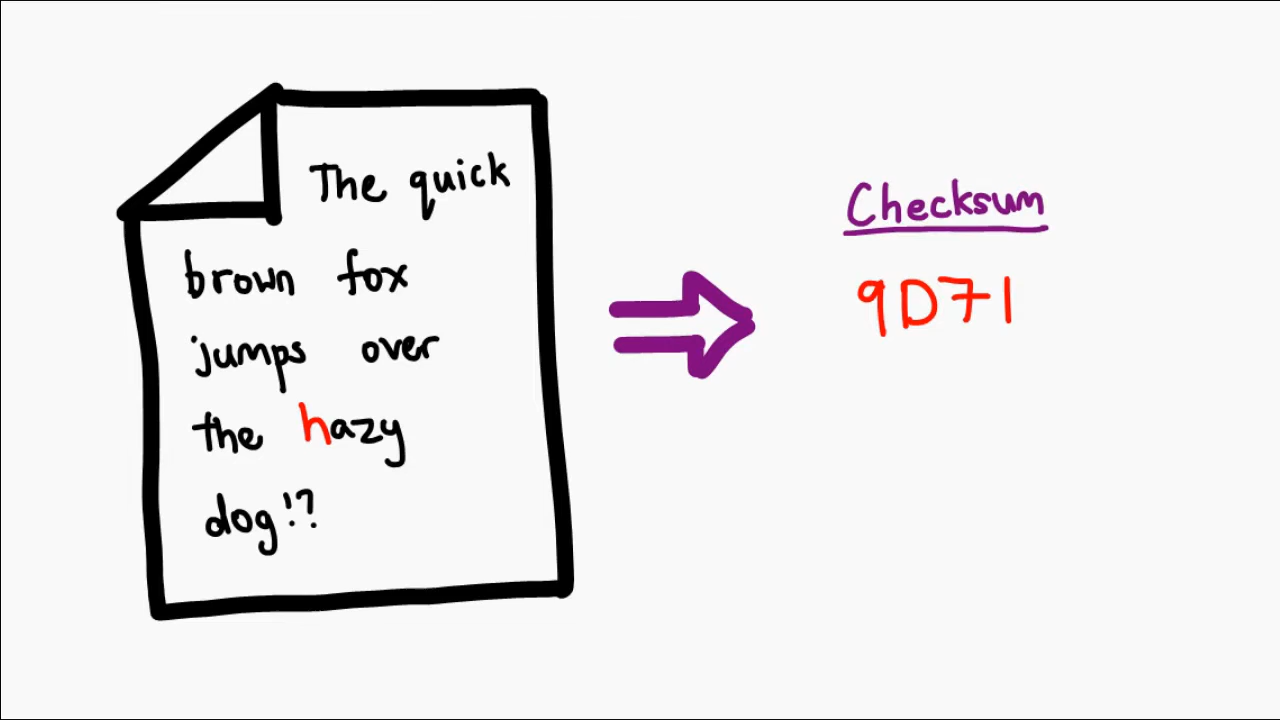 The quick
brown fox
jumps over
the hazy
dog!?
Checksum
9D71